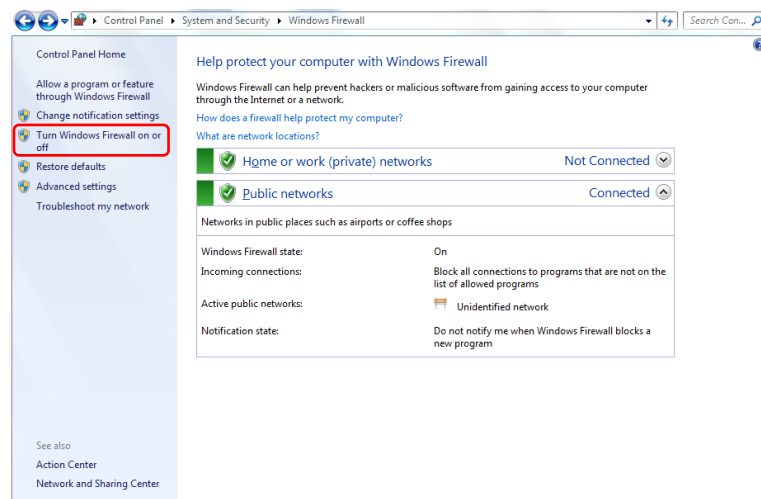 Control Panel ▸ System and Security ▸ Windows Firewall
Search Con...
Control Panel Home
Allow a program or feature
through Windows Firewall
Change notification settings
Turn Windows Firewall on or
off
Restore defaults
Advanced settings
Troubleshoot my network
See also
Action Center
Network and Sharing Center
Help protect your computer with Windows Firewall
Windows Firewall can help prevent hackers or malicious software from gaining access to your computer
through the Internet or a network.
How does a firewall help protect my computer?
What are network locations?
Home or work (private) networks Not Connected
Public networks Connected
Networks in public places such as airports or coffee shops
Windows Firewall state: On
Incoming connections: Block all connections to programs that are not on the
list of allowed programs
Active public networks: Unidentified network
Notification state: Do not notify me when Windows Firewall blocks a
new program